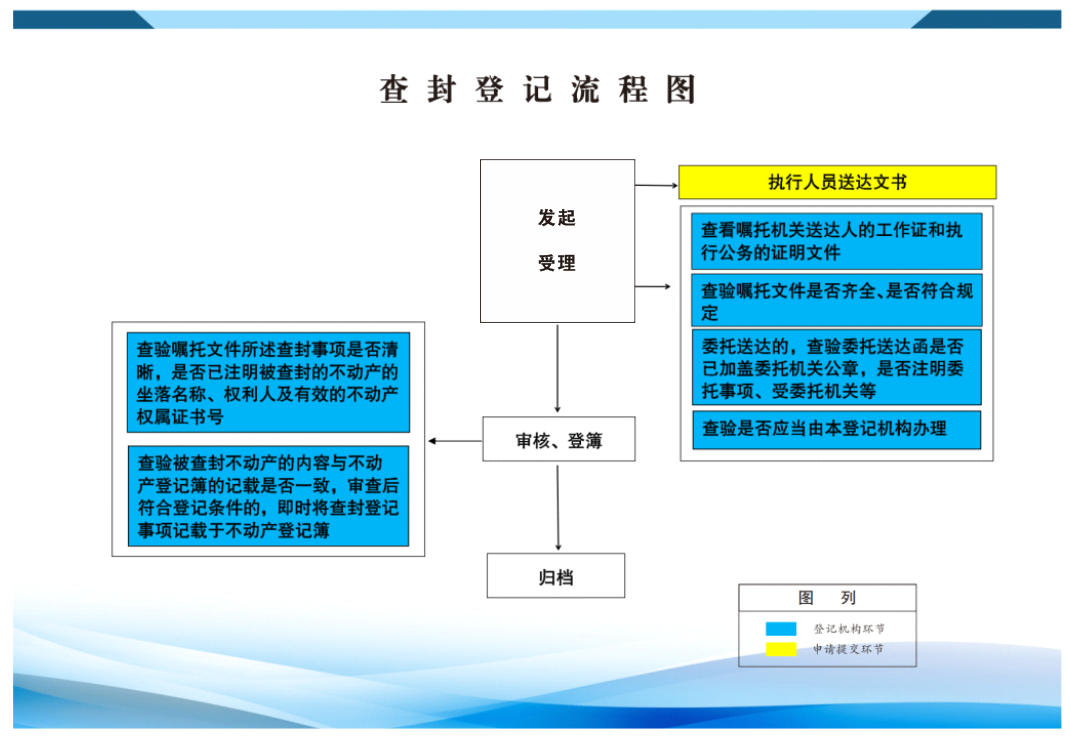 查封登记流程图
发起
受理
执行人员送达文书
查看嘱托机关送达人的工作证和执
行公务的证明文件
查验嘱托文件是否齐全、是否符合规
定
委托送达的，查验委托送达函是否
已加盖委托机关公章，是否注明委
托事项、受委托机关等
查验是否应当由本登记机构办理
查验嘱托文件所述查封事项是否清
晰，是否已注明被查封的不动产的
坐落名称、权利人及有效的不动产
权属证书号
查验被查封不动产的内容与不动
产登记簿的记载是否一致，审查后
符合登记条件的，即时将查封登记
事项记载于不动产登记簿
审核、登簿
归档
图 列
登记机构环节
申请提交环节